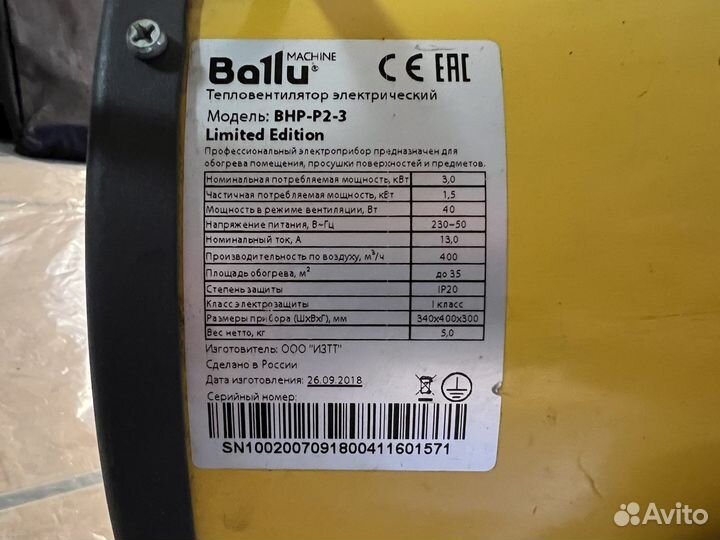 Ballu® MACHINE CE EAC
Тепловентилятор электрический
Модель: BHP-P2-3
Limited Edition
Профессиональный электроприбор предназначен для
обогрева помещения, просушки поверхностей и предметов.
Номинальная потребляемая мощность, кВт 3,0
Частичная потребляемая мощность, кВт 1,5
Мощность в режиме вентиляции, Вт 40
Напряжение питания, В~Гц 230~50
Номинальный ток, А 13,0
Производительность по воздуху, м³/ч 400
Площадь обогрева, м² до 35
Степень защиты IP20
Класс электрозащиты I класс
Размеры прибора (ШхВхГ), мм 340х400х300
Вес нетто, кг 5,0
Изготовитель: ООО "ИЗТТ"
Сделано в России
Дата изготовления: 26.09.2018
Серийный номер:
SN1002007091800411601571
Avito